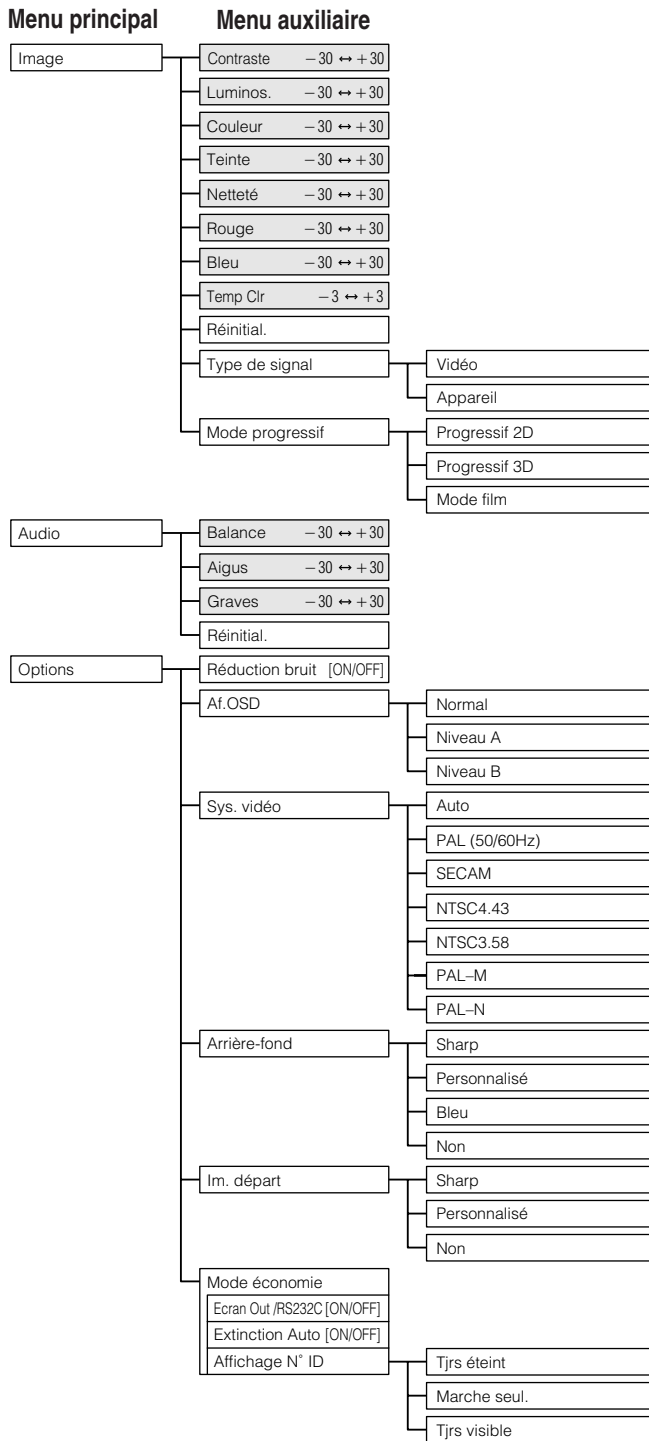 Menu principal Menu auxiliaire
Image
Contraste −30 ↔ +30
Luminos. −30 ↔ +30
Couleur −30 ↔ +30
Teinte −30 ↔ +30
Netteté −30 ↔ +30
Rouge −30 ↔ +30
Bleu −30 ↔ +30
Temp Clr −3 ↔ +3
Réinitial.
Type de signal
Vidéo
Appareil
Mode progressif
Progressif 2D
Progressif 3D
Mode film
Audio
Balance −30 ↔ +30
Aigus −30 ↔ +30
Graves −30 ↔ +30
Réinitial.
Options
Réduction bruit [ON/OFF]
Af.OSD
Normal
Niveau A
Niveau B
Sys. vidéo
Auto
PAL (50/60Hz)
SECAM
NTSC4.43
NTSC3.58
PAL–M
PAL–N
Arrière-fond
Sharp
Personnalisé
Bleu
Non
Im. départ
Sharp
Personnalisé
Non
Mode économie
Ecran Out /RS232C [ON/OFF]
Extinction Auto [ON/OFF]
Affichage N˚ ID
Tjrs éteint
Marche seul.
Tjrs visible